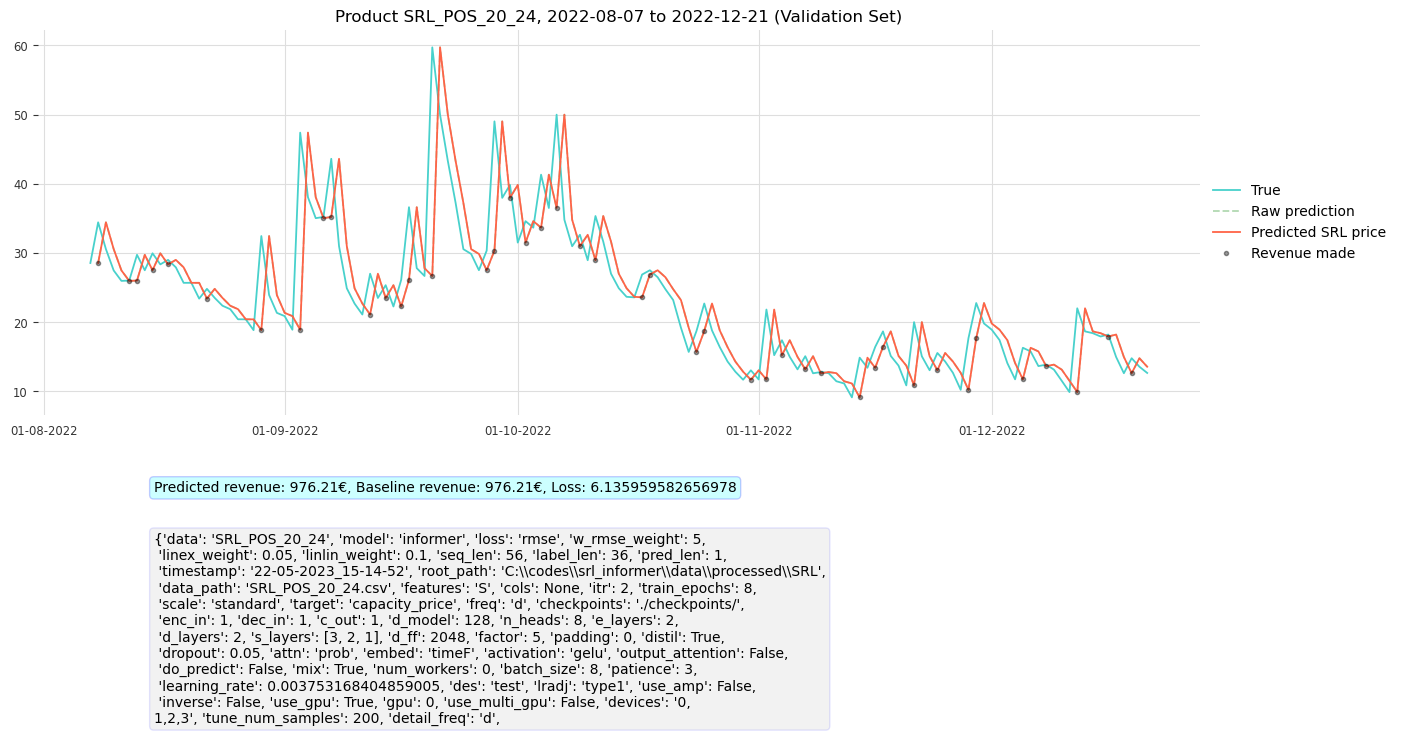 Product SRL_POS_20_24, 2022-08-07 to 2022-12-21 (Validation Set)
60
50
40
30
20
10
01-08-2022
01-09-2022
01-10-2022
01-11-2022
01-12-2022
True
Raw prediction
Predicted SRL price
Revenue made
Predicted revenue: 976.21€, Baseline revenue: 976.21€, Loss: 6.135959582656978
{'data': 'SRL_POS_20_24', 'model': 'informer', 'loss': 'rmse', 'w_rmse_weight': 5,
'linex_weight': 0.05, 'linlin_weight': 0.1, 'seq_len': 56, 'label_len': 36, 'pred_len': 1,
'timestamp': '22-05-2023_15-14-52', 'root_path': 'C:\\codes\\srl_informer\\data\\processed\\SRL',
'data_path': 'SRL_POS_20_24.csv', 'features': 'S', 'cols': None, 'itr': 2, 'train_epochs': 8,
'scale': 'standard', 'target': 'capacity_price', 'freq': 'd', 'checkpoints': './checkpoints/',
'enc_in': 1, 'dec_in': 1, 'c_out': 1, 'd_model': 128, 'n_heads': 8, 'e_layers': 2,
'd_layers': 2, 's_layers': [3, 2, 1], 'd_ff': 2048, 'factor': 5, 'padding': 0, 'distil': True,
'dropout': 0.05, 'attn': 'prob', 'embed': 'timeF', 'activation': 'gelu', 'output_attention': False,
'do_predict': False, 'mix': True, 'num_workers': 0, 'batch_size': 8, 'patience': 3,
'learning_rate': 0.003753168404859005, 'des': 'test', 'lradj': 'type1', 'use_amp': False,
'inverse': False, 'use_gpu': True, 'gpu': 0, 'use_multi_gpu': False, 'devices': '0,
1,2,3', 'tune_num_samples': 200, 'detail_freq': 'd',